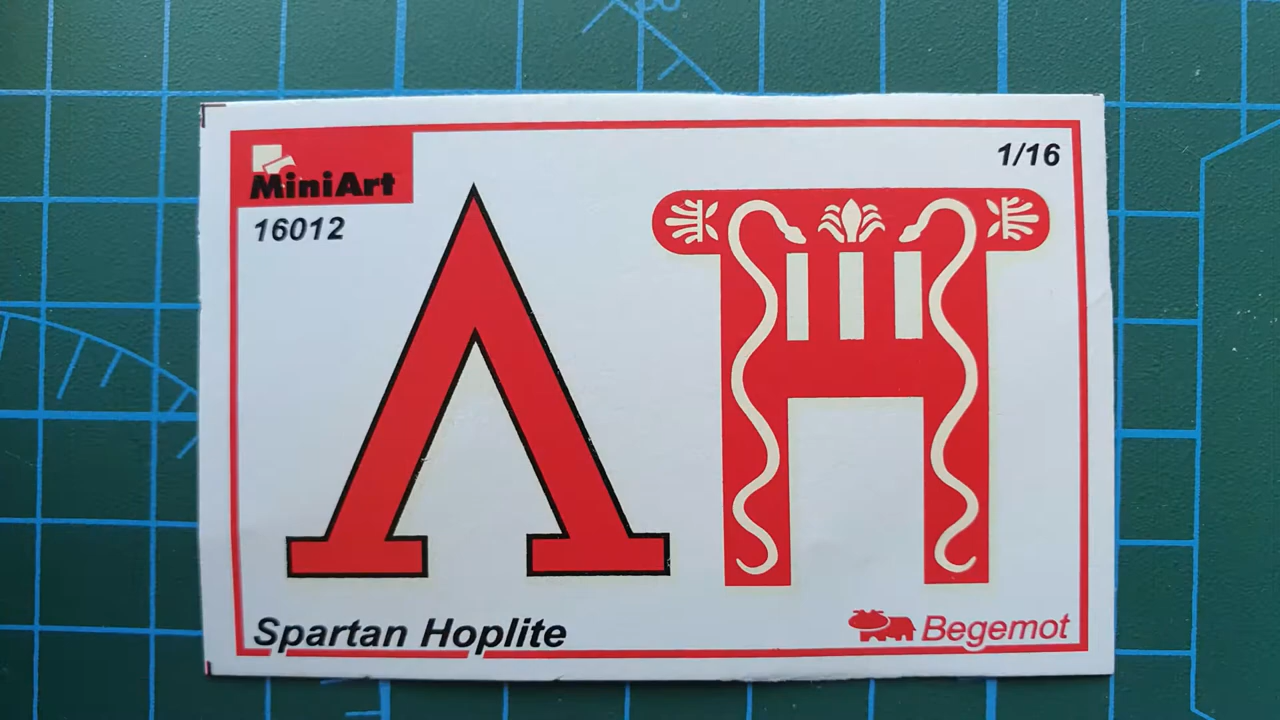 MiniArt
16012
1/16
Λ
Spartan Hoplite
Begemot